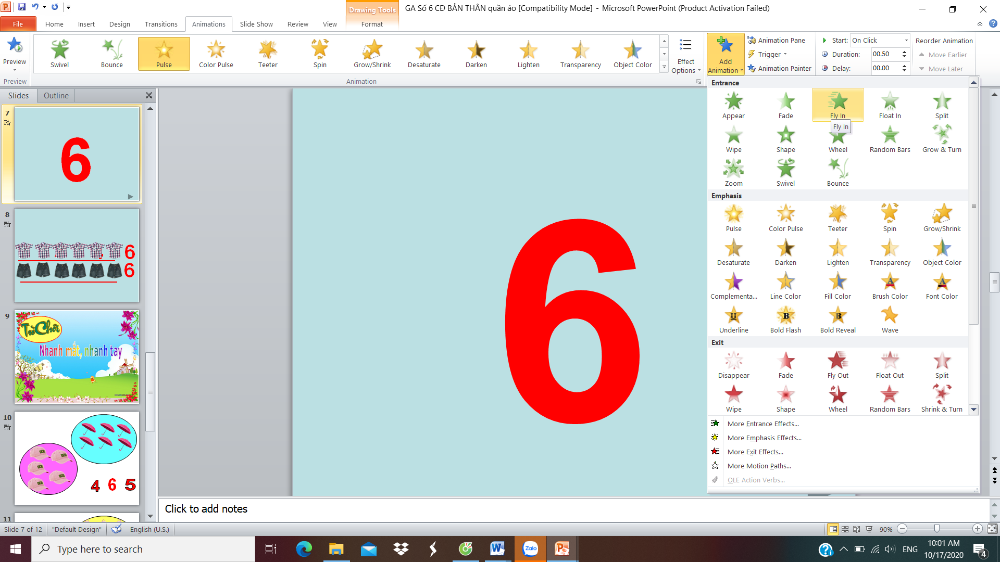 GA Số 6 CĐ BẢN THÂN quần áo [Compatibility Mode] - Microsoft PowerPoint (Product Activation Failed)
Drawing Tools
File Home Insert Design Transitions Animations Slide Show Review View Format
Preview
Swivel Bounce Pulse Color Pulse Teeter Spin Grow/Shrink Desaturate Darken Lighten Transparency Object Color
Effect Options
Add Animation
Animation Pane
Trigger
Animation Painter
Start: On Click
Duration: 00.50
Delay: 00.00
Reorder Animation
Move Earlier
Move Later
Preview
Animation
Slides Outline
7
6
8
6
6
9
Trò Chơi
Nhanh mắt, nhanh tay
10
4 6 5
11
6
Entrance
Appear Fade Fly In Float In Split
Fly In
Wipe Shape Wheel Random Bars Grow & Turn
Zoom Swivel Bounce
Emphasis
Pulse Color Pulse Teeter Spin Grow/Shrink
Desaturate Darken Lighten Transparency Object Color
Complementa... Line Color Fill Color Brush Color Font Color
Underline Bold Flash Bold Reveal Wave
Exit
Disappear Fade Fly Out Float Out Split
Wipe Shape Wheel Random Bars Shrink & Turn
More Entrance Effects...
More Emphasis Effects...
More Exit Effects...
More Motion Paths...
OLE Action Verbs...
Click to add notes
Slide 7 of 12 "Default Design" English (U.S.) 90%
Type here to search
Zalo
ENG
10:01 AM
10/17/2020
4